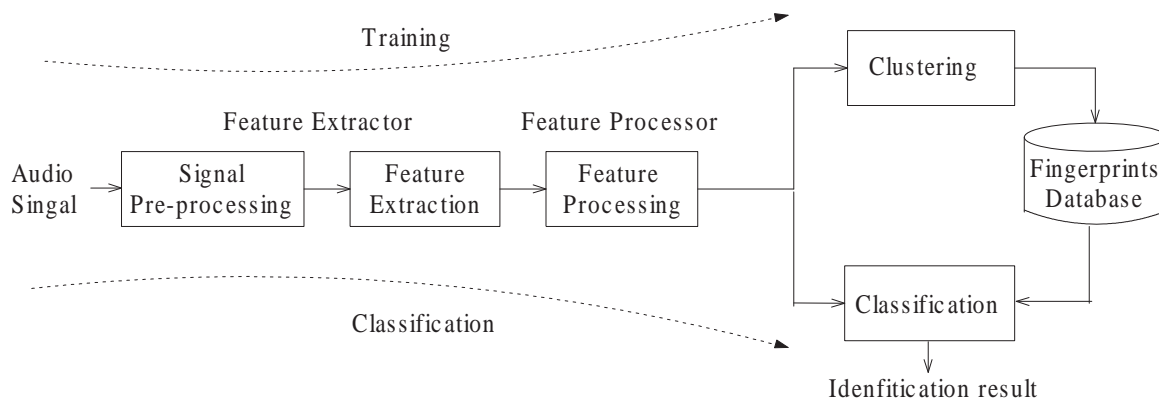 Training
Clustering
Feature Extractor
Feature Processor
Audio
Singal
Signal
Pre-processing
Feature
Extraction
Feature
Processing
Fingerprints
Database
Classification
Classification
Idenfitication result